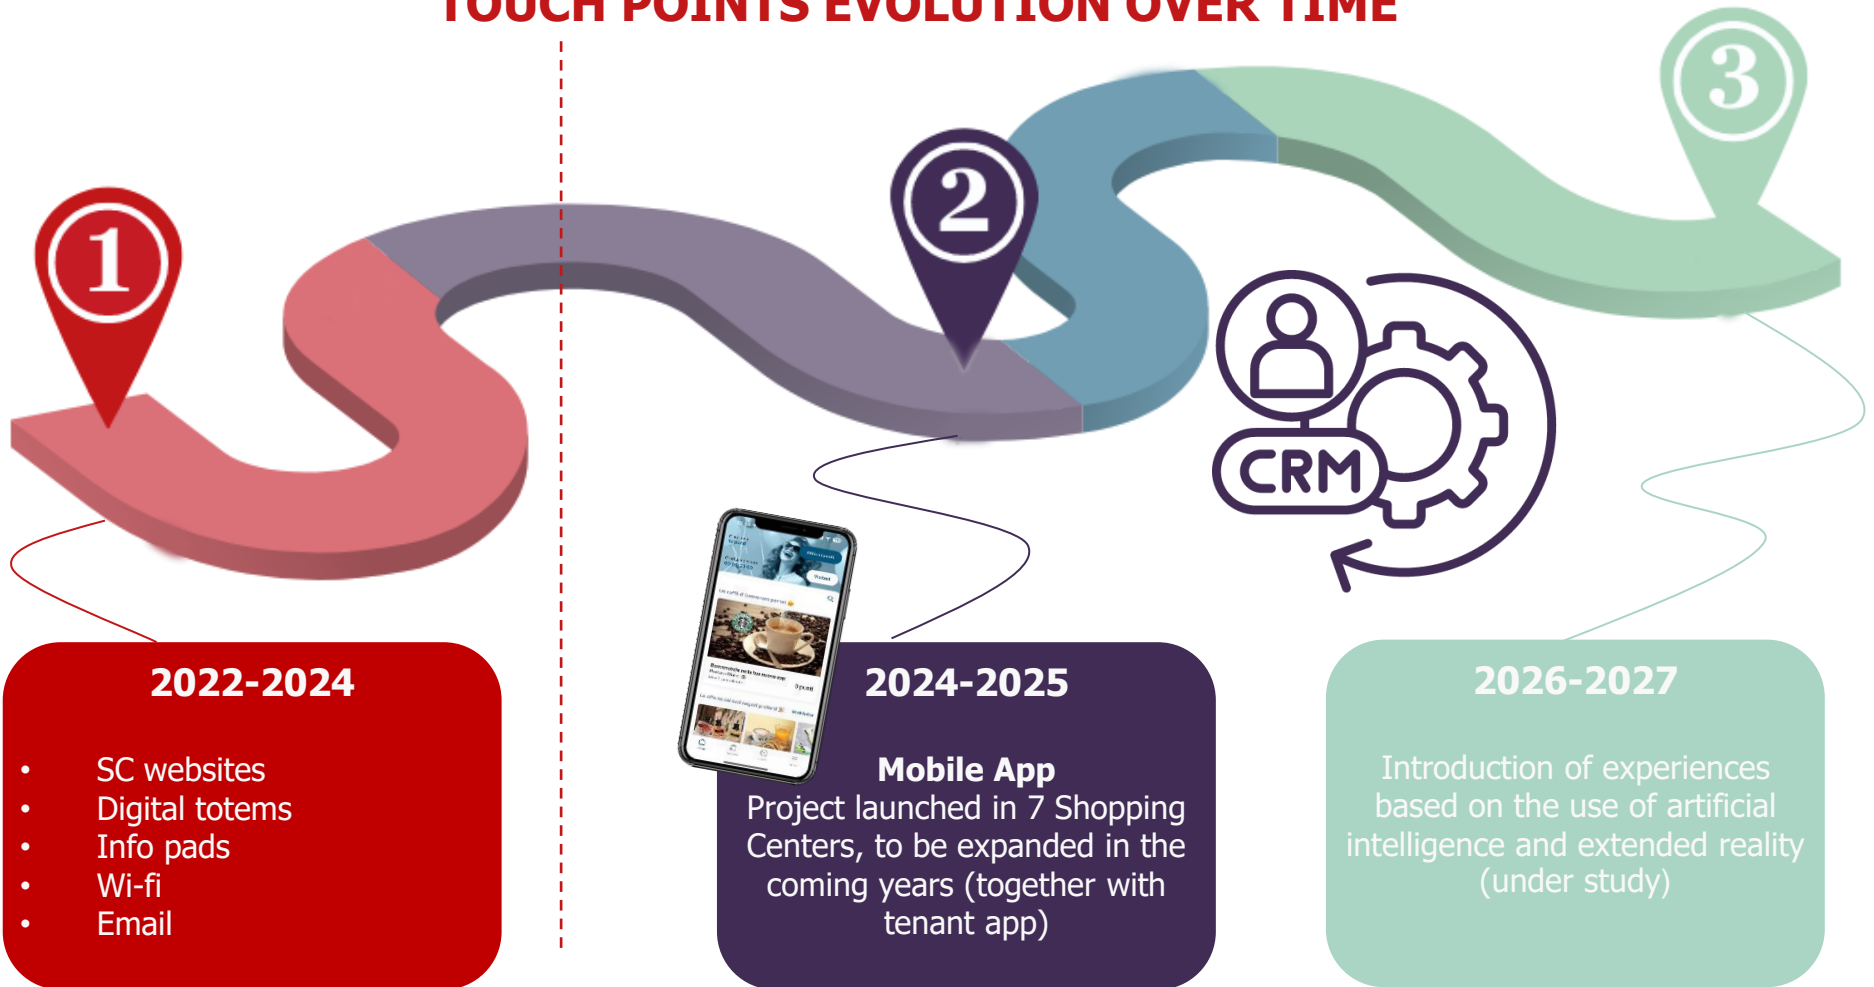 TOUCH POINTS EVOLUTION OVER TIME
1
2
3
CRM
2022-2024
• SC websites
• Digital totems
• Info pads
• Wi-fi
• Email
2024-2025
Mobile App
Project launched in 7 Shopping
Centers, to be expanded in the
coming years (together with
tenant app)
2026-2027
Introduction of experiences
based on the use of artificial
intelligence and extended reality
(under study)